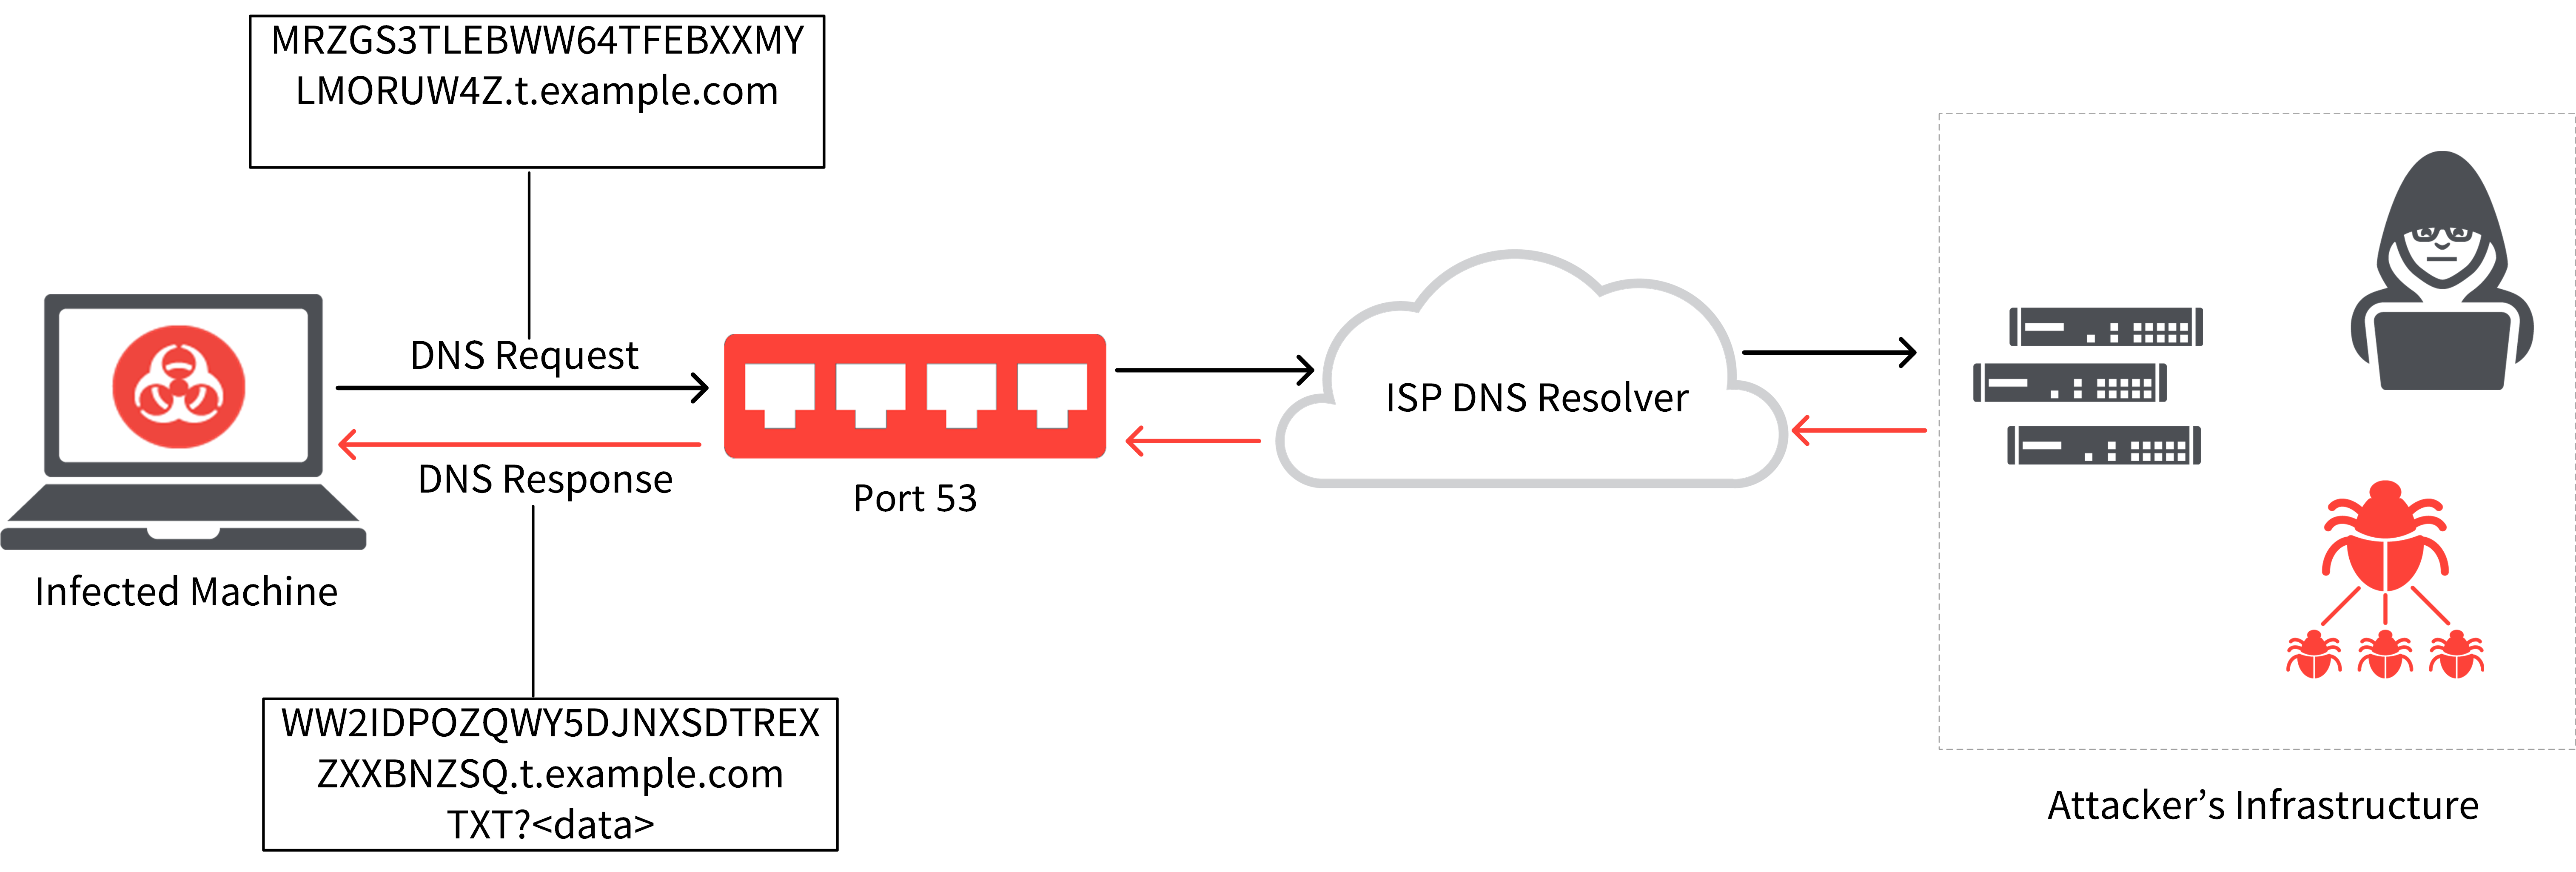 MRZGS3TLEBWW64TFEBXXMY
LMORUW4Z.t.example.com
DNS Request
DNS Response
Port 53
ISP DNS Resolver
Infected Machine
WW2IDPOZQWY5DJNXSDTREX
ZXXBNZSQ.t.example.com
TXT?<data>
Attacker’s Infrastructure